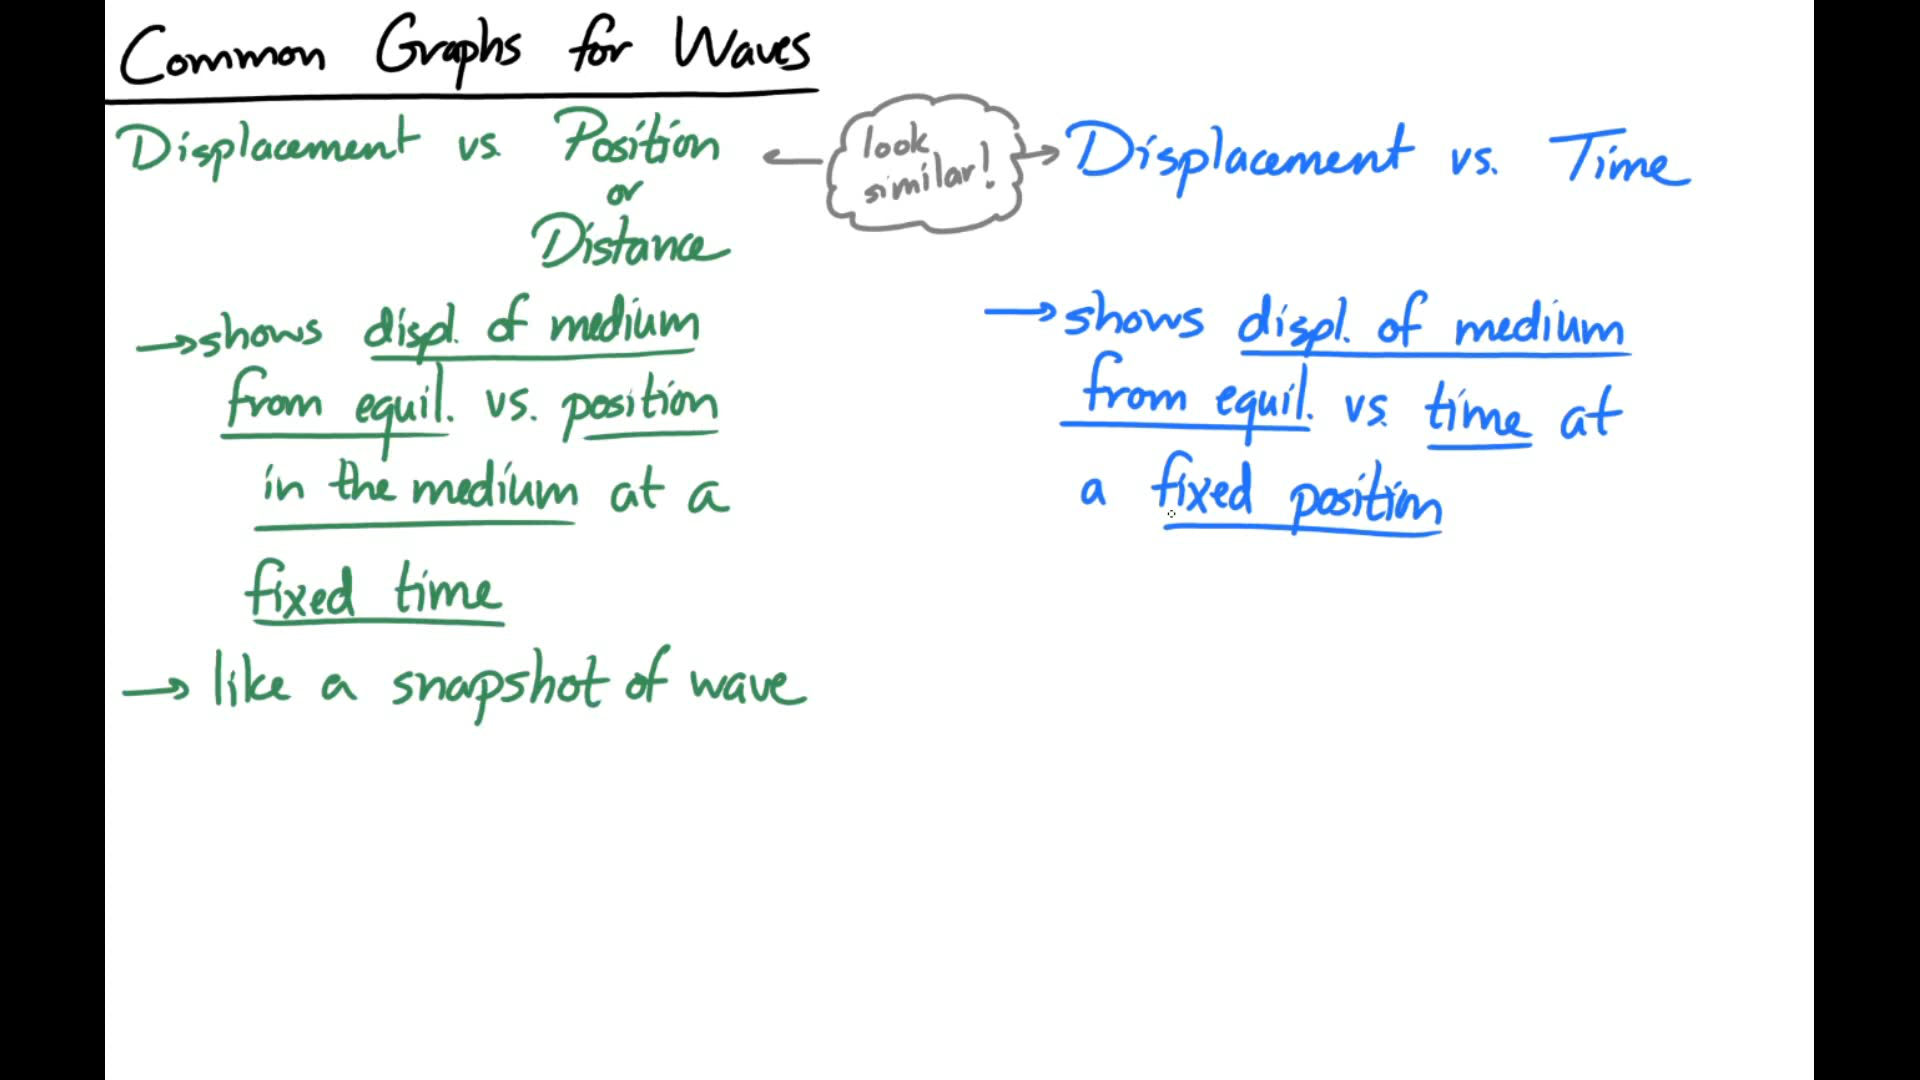 Common Graphs for Waves
Displacement vs. Position
or
Distance
look
similar!
Displacement vs. Time
→ shows displ. of medium
from equil. vs. position
in the medium at a
fixed time
→ like a snapshot of wave
→ shows displ. of medium
from equil. vs. time at
a fixed position